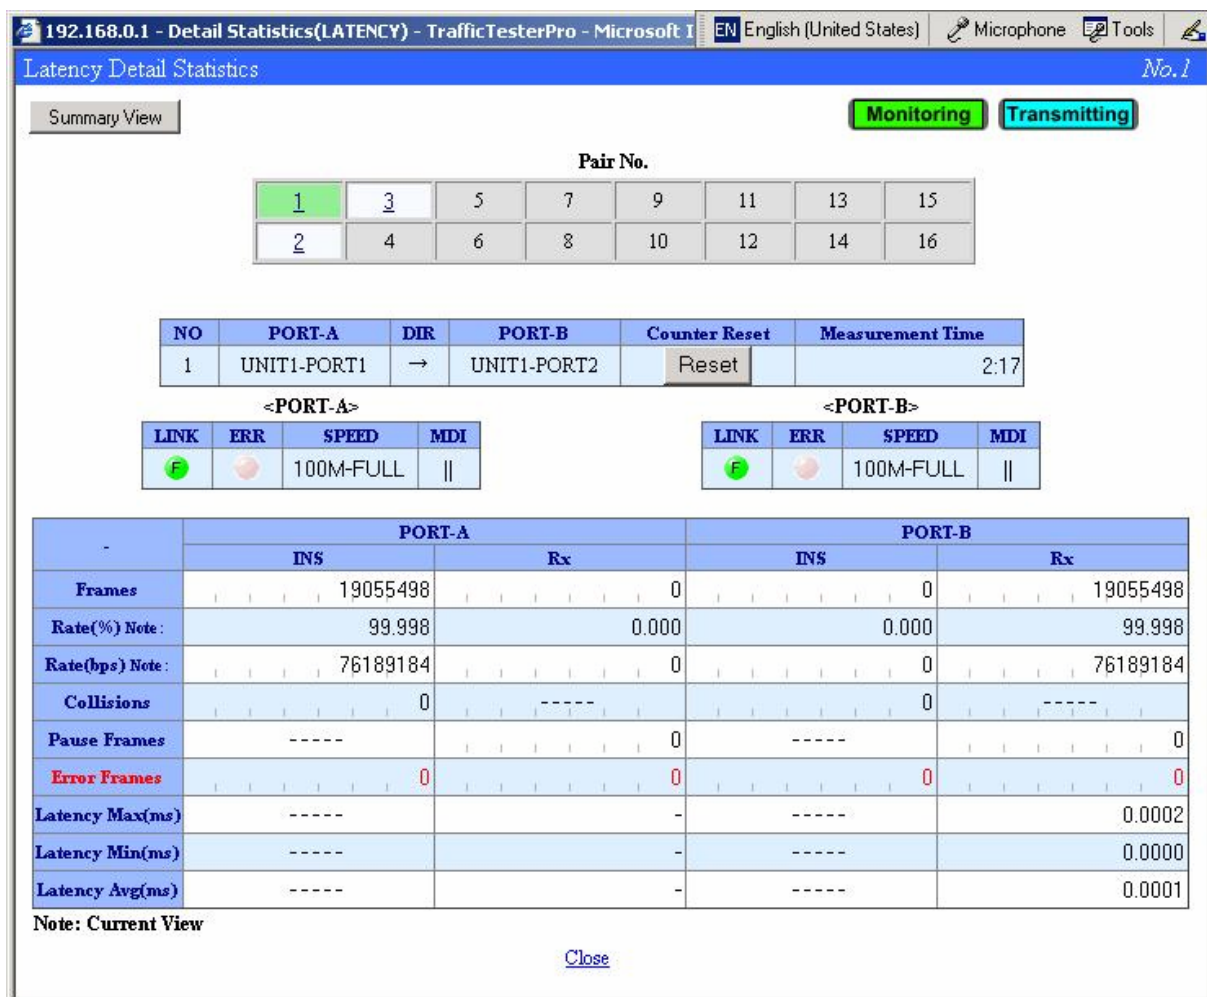 192.168.0.1 - Detail Statistics(LATENCY) - TrafficTesterPro - Microsoft I EN English (United States) Microphone Tools
Latency Detail Statistics No.1
Summary View Monitoring Transmitting
Pair No.
1 3 5 7 9 11 13 15
2 4 6 8 10 12 14 16
NO PORT-A DIR PORT-B Counter Reset Measurement Time
1 UNIT1-PORT1 → UNIT1-PORT2 Reset 2:17
<PORT-A> <PORT-B>
LINK ERR SPEED MDI LINK ERR SPEED MDI
F 100M-FULL || F 100M-FULL ||
- PORT-A PORT-B
INS Rx INS Rx
Frames 19055498 0 0 19055498
Rate(%) Note: 99.998 0.000 0.000 99.998
Rate(bps) Note: 76189184 0 0 76189184
Collisions 0 ----- 0 -----
Pause Frames ----- 0 ----- 0
Error Frames 0 0 0 0
Latency Max(ms) ----- - ----- 0.0002
Latency Min(ms) ----- - ----- 0.0000
Latency Avg(ms) ----- - ----- 0.0001
Note: Current View
Close